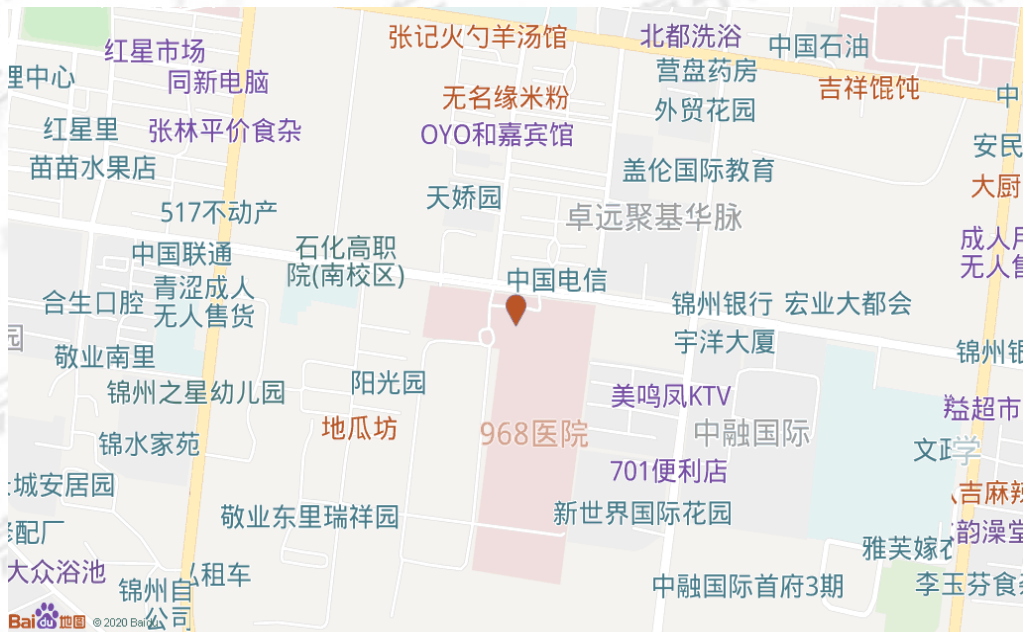 张记火勺羊汤馆
北都洗浴
中国石油
红星市场
理中心
同新电脑
营盘药房
吉祥馄饨
中
无名缘米粉
外贸花园
红星里
张林平价食杂
OYO和嘉宾馆
安民
苗苗水果店
盖伦国际教育
大厨
天娇园
517不动产
卓远聚基华脉
中国联通
石化高职
院(南校区)
成人用
无人售
中国电信
青涩成人
无人售货
合生口腔
锦州银行
宏业大都会
园
宇洋大厦
敬业南里
锦州银
阳光园
锦州之星幼儿园
美鸣凤KTV
益超市
地瓜坊
968医院
中融国际
锦水家苑
文政
学
701便利店
城安居园
吉麻辣
敬业东里瑞祥园
新世界国际花园
修配厂
韵澡堂
雅芙嫁衣
大众浴池
租车
锦州自
公司
中融国际首府3期
李玉芬食杂
Bai du 地图
© 2020 Baidu